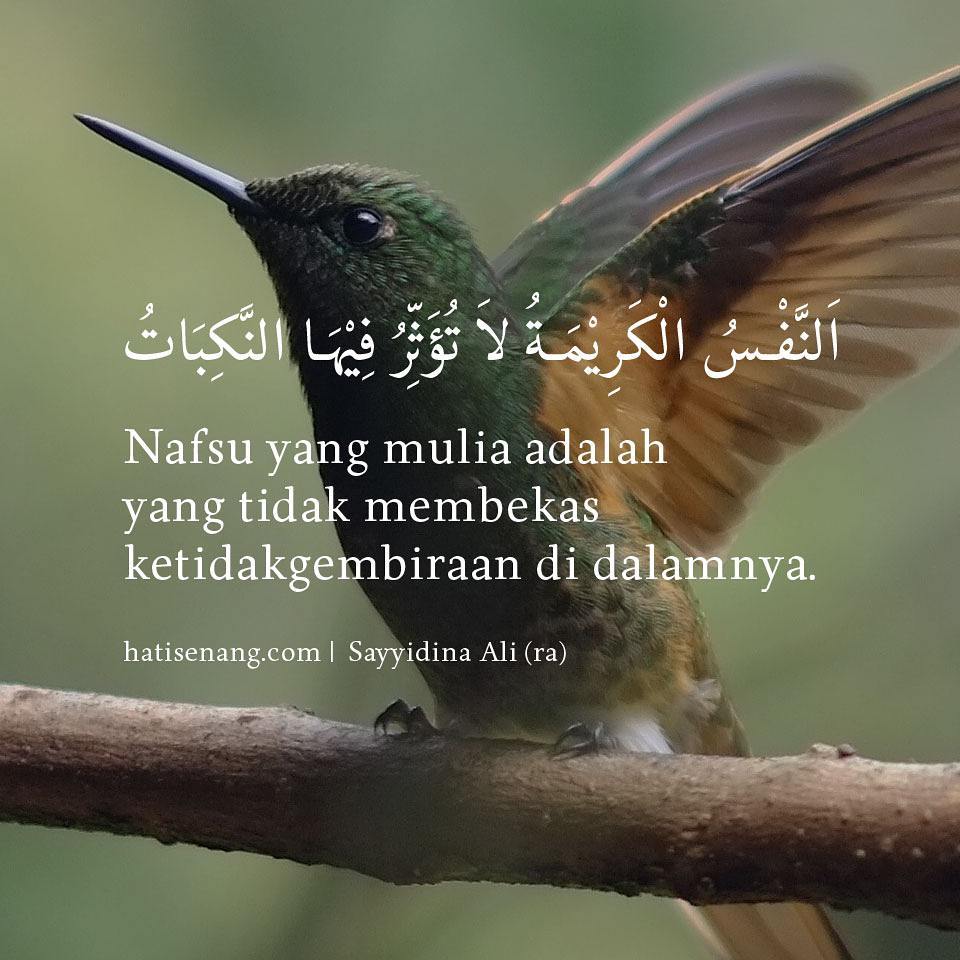 اَلنَّفْسُ الْكَرِيْمَةُ لاَ تُؤَثِّرُ فِيْهَا النَّكِبَاتُ
Nafsu yang mulia adalah
yang tidak membekas
ketidakgembiraan di dalamnya.
hatisenang.com | Sayyidina Ali (ra)